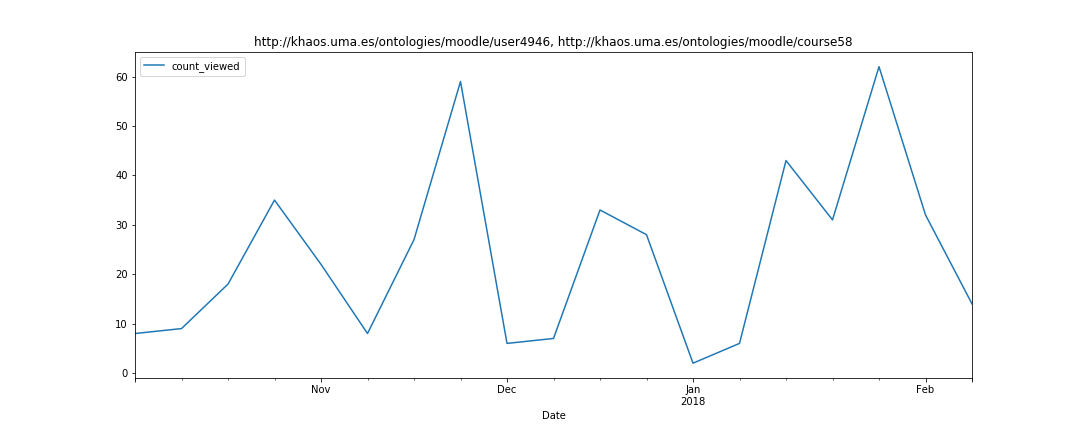 http://khaos.uma.es/ontologies/moodle/user4946, http://khaos.uma.es/ontologies/moodle/course58
count_viewed
60
50
40
30
20
10
0
Nov Dec Jan Feb
2018
Date